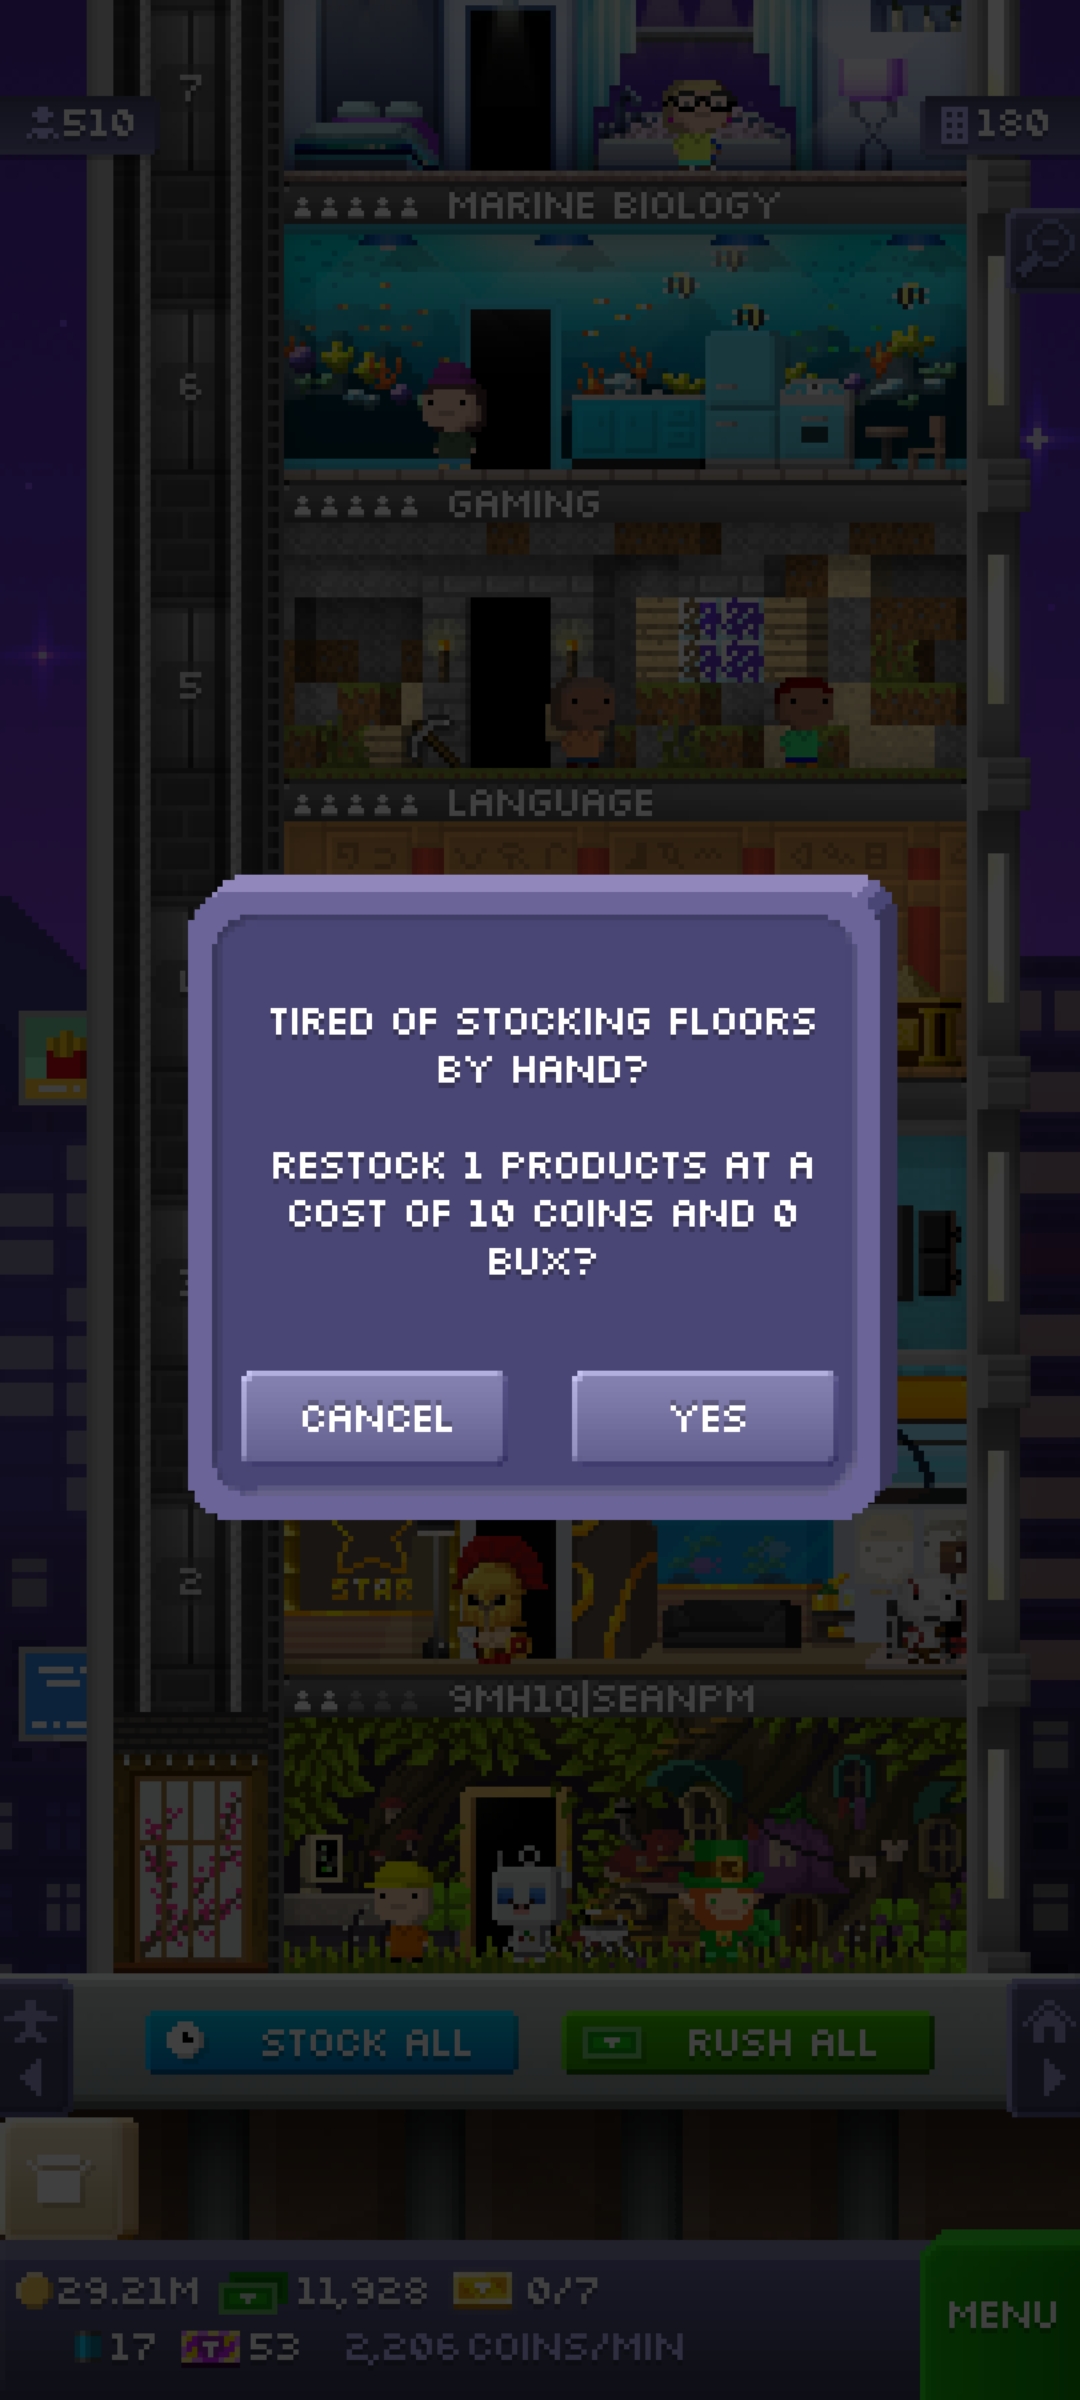 7
510
180
MARINE BIOLOGY
6
GAMING
5
LANGUAGE
TIRED OF STOCKING FLOORS
BY HAND?
RESTOCK 1 PRODUCTS AT A
COST OF 10 COINS AND 0
BUX?
CANCEL
YES
2
STAR
9MH1Q|SEANPM
STOCK ALL
RUSH ALL
29.21M
11,928
0/7
MENU
17
53
2,206 COINS/MIN